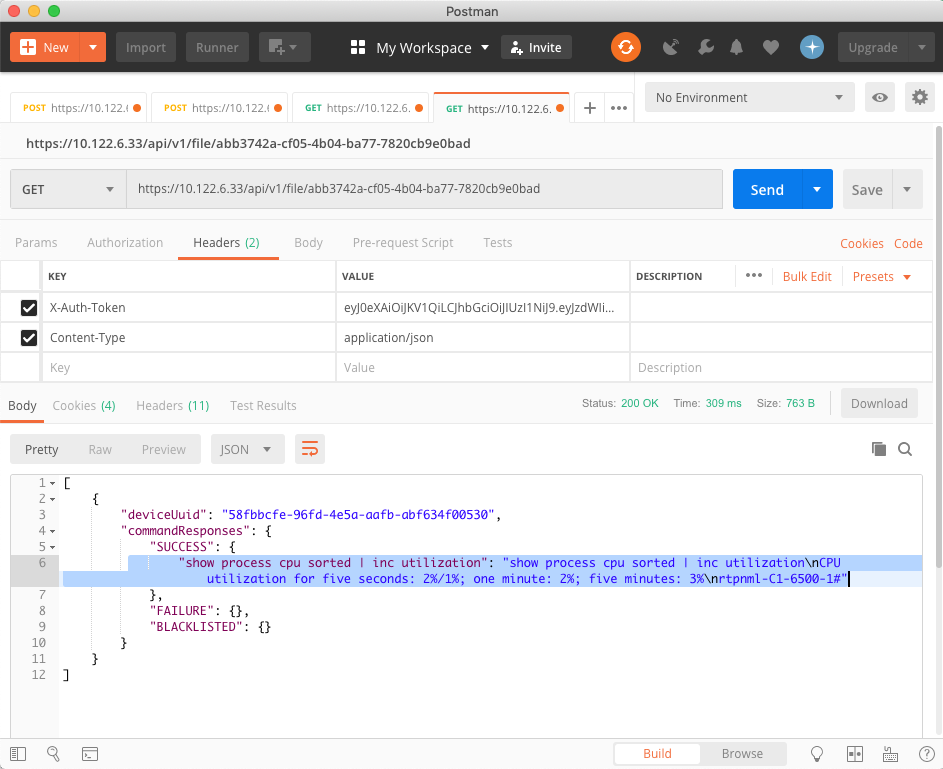 Postman
New Import Runner My Workspace Invite Upgrade
POST https://10.122.6 POST https://10.122.6 GET https://10.122.6. GET https://10.122.6. No Environment
https://10.122.6.33/api/v1/file/abb3742a-cf05-4b04-ba77-7820cb9e0bad
GET https://10.122.6.33/api/v1/file/abb3742a-cf05-4b04-ba77-7820cb9e0bad Send Save
Params Authorization Headers (2) Body Pre-request Script Tests Cookies Code
KEY VALUE DESCRIPTION ••• Bulk Edit Presets
X-Auth-Token eyJ0eXAiOiJKV1QiLCJhbGciOiJIUzI1NiJ9.eyJzdWIi...
Content-Type application/json
Key Value Description
Body Cookies (4) Headers (11) Test Results Status: 200 OK Time: 309 ms Size: 763 B Download
Pretty Raw Preview JSON
1 [
2 {
3 "deviceUuid": "58fbbcfe-96fd-4e5a-aafb-abf634f00530",
4 "commandResponses": {
5 "SUCCESS": {
6 "show process cpu sorted | inc utilization": "show process cpu sorted | inc utilization\nCPU
utilization for five seconds: 2%/1%; one minute: 2%; five minutes: 3%\nrtpnml-C1-6500-1#"
7 },
8 "FAILURE": {},
9 "BLACKLISTED": {}
10 }
11 }
12 ]
Build Browse ?